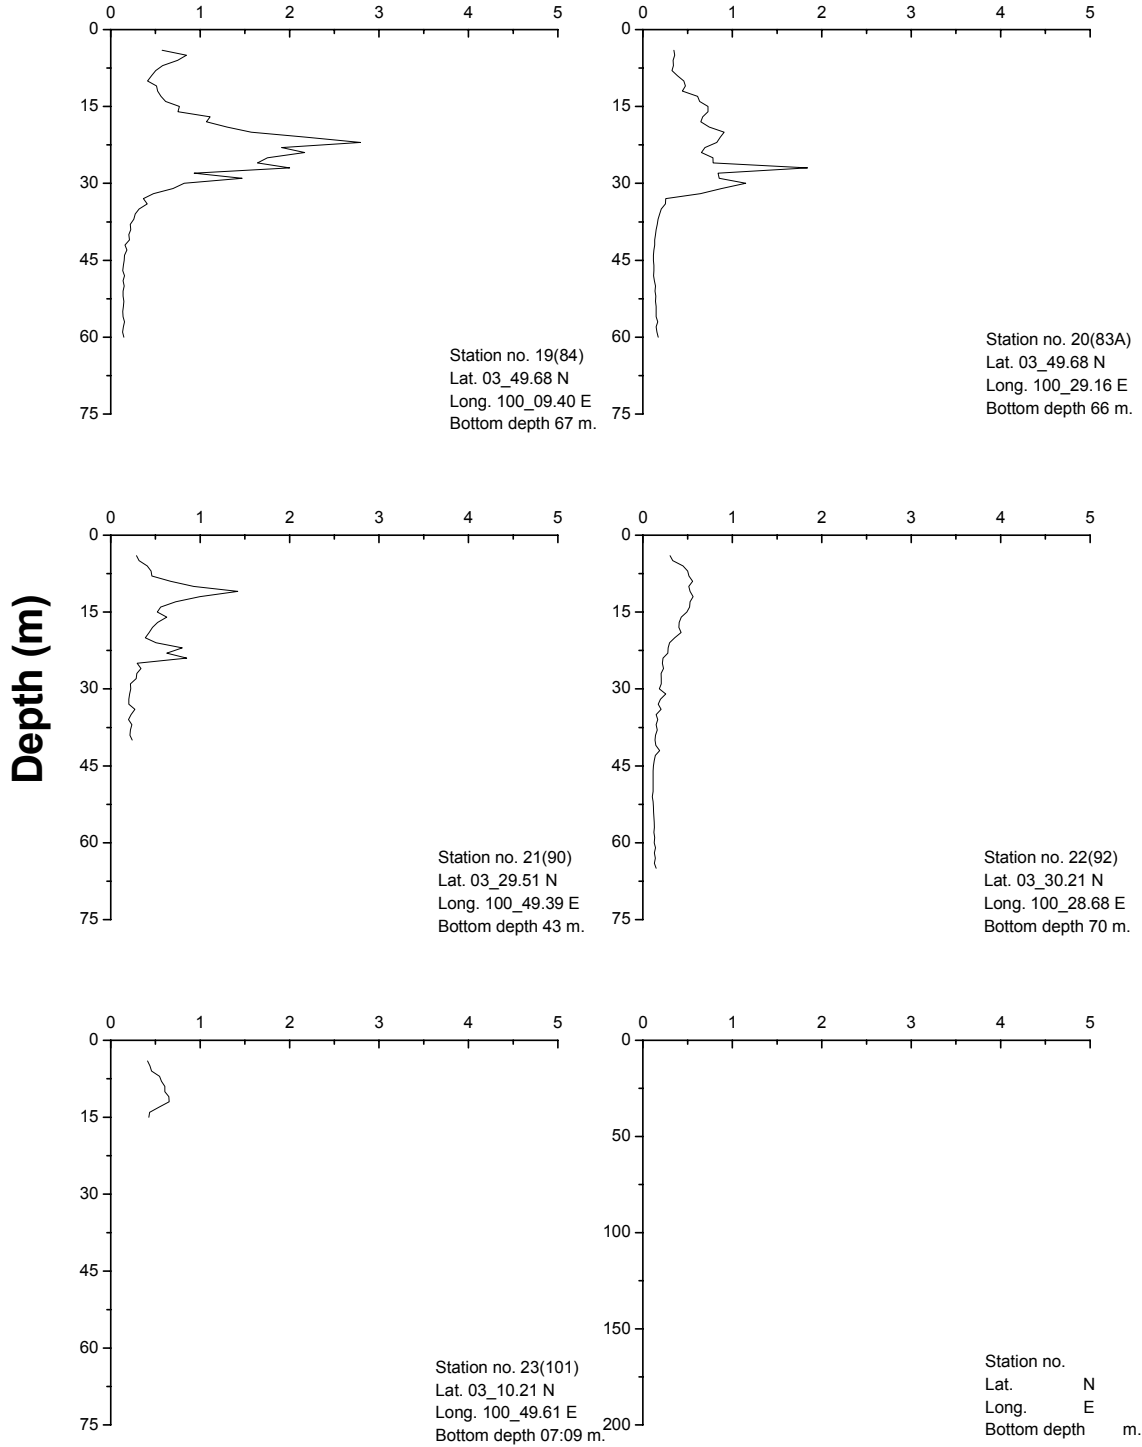 0 1 2 3 4 5
0
15
30
45
60
75
Station no. 19(84)
Lat. 03_49.68 N
Long. 100_09.40 E
Bottom depth 67 m.
0 1 2 3 4 5
0
15
30
45
60
75
Station no. 20(83A)
Lat. 03_49.68 N
Long. 100_29.16 E
Bottom depth 66 m.
Depth (m)
0 1 2 3 4 5
0
15
30
45
60
75
Station no. 21(90)
Lat. 03_29.51 N
Long. 100_49.39 E
Bottom depth 43 m.
0 1 2 3 4 5
0
15
30
45
60
75
Station no. 22(92)
Lat. 03_30.21 N
Long. 100_28.68 E
Bottom depth 70 m.
0 1 2 3 4 5
0
15
30
45
60
75
Station no. 23(101)
Lat. 03_10.21 N
Long. 100_49.61 E
Bottom depth 07:09 m.
0 1 2 3 4 5
0
50
100
150
200
Station no.
Lat. N
Long. E
Bottom depth m.